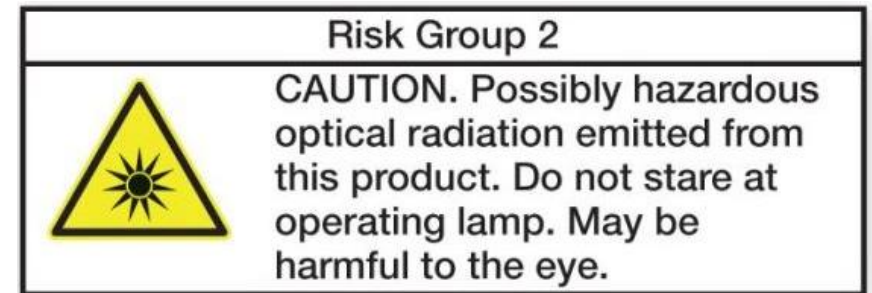 Risk Group 2
CAUTION. Possibly hazardous
optical radiation emitted from
this product. Do not stare at
operating lamp. May be
harmful to the eye.